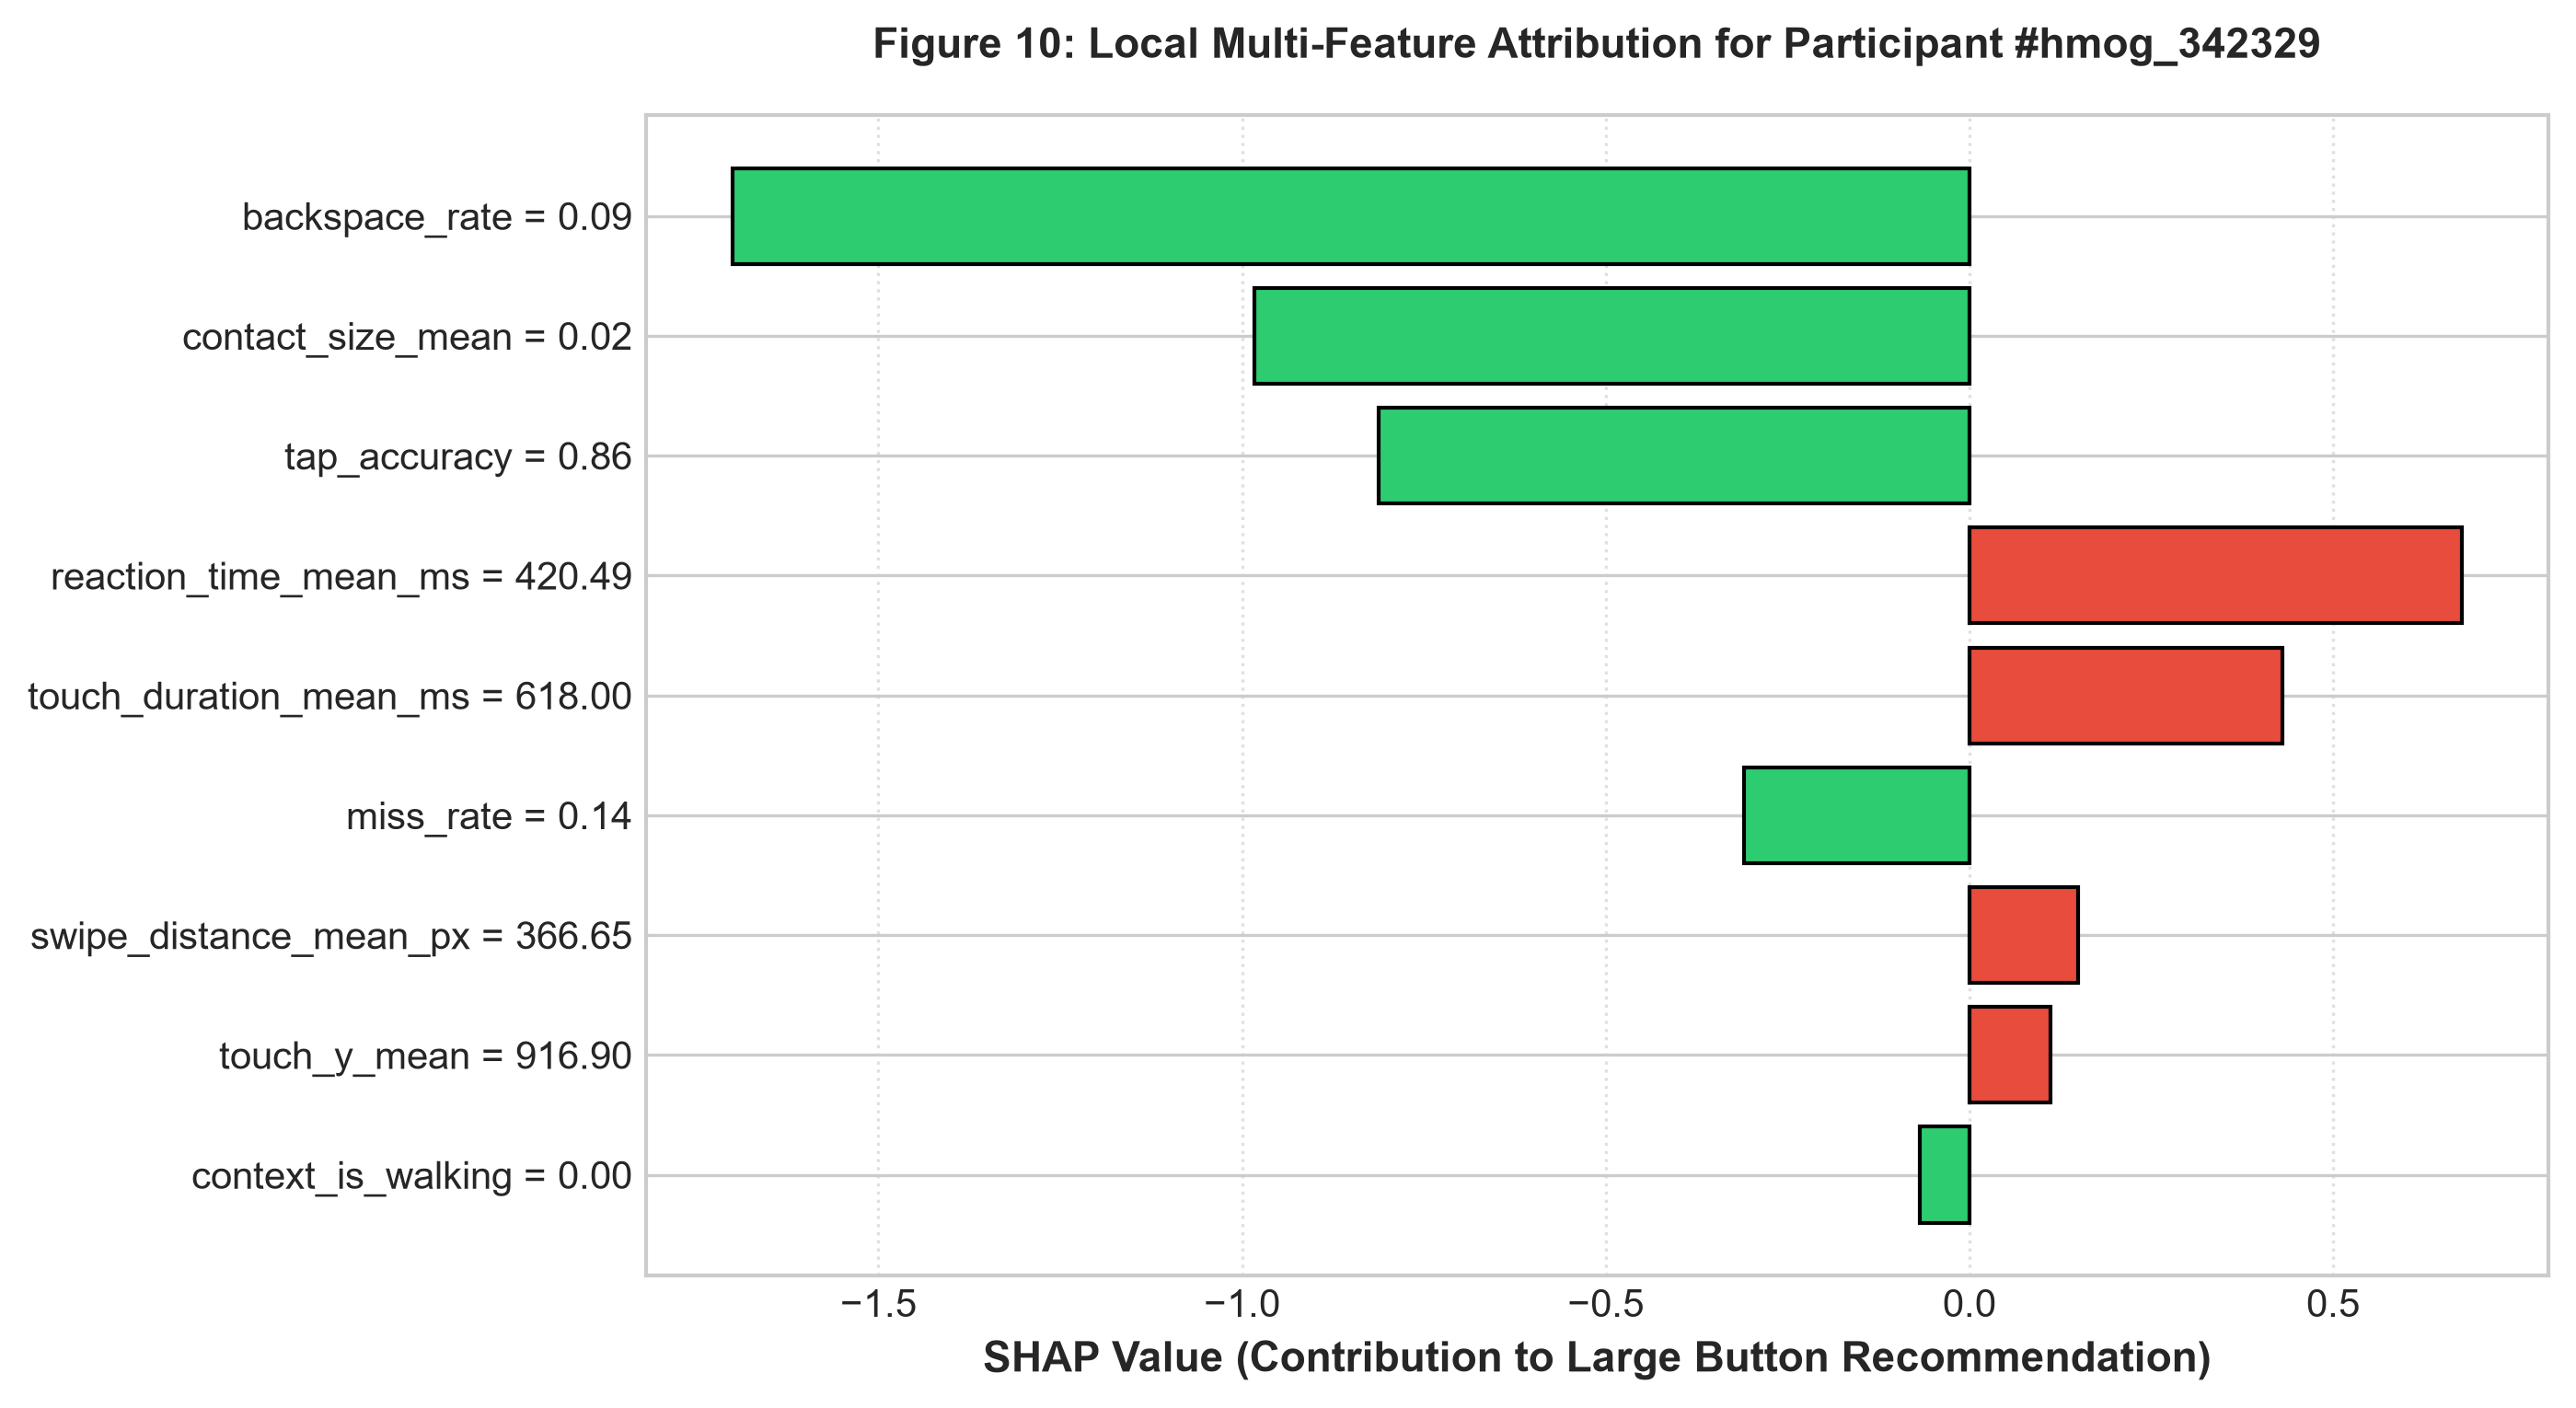 Figure 10: Local Multi-Feature Attribution for Participant #hmog_342329
backspace_rate = 0.09
contact_size_mean = 0.02
tap_accuracy = 0.86
reaction_time_mean_ms = 420.49
touch_duration_mean_ms = 618.00
miss_rate = 0.14
swipe_distance_mean_px = 366.65
touch_y_mean = 916.90
context_is_walking = 0.00
−1.5 −1.0 −0.5 0.0 0.5
SHAP Value (Contribution to Large Button Recommendation)